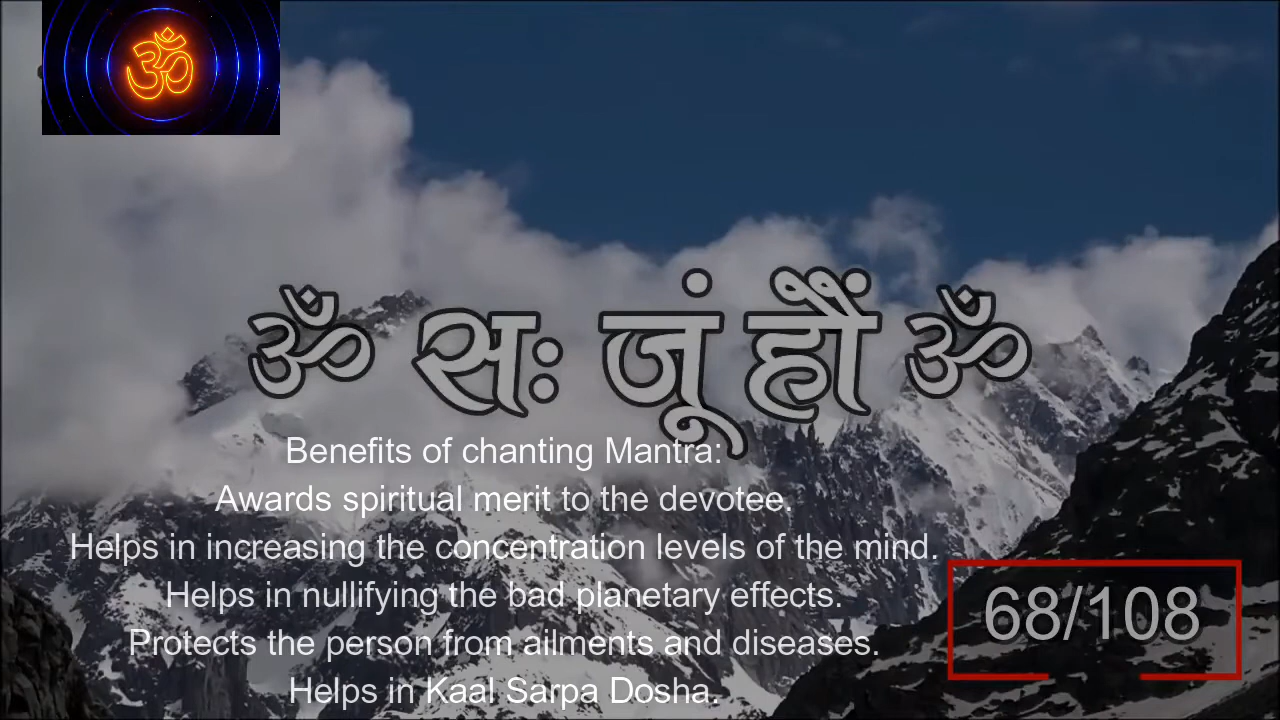 ॐ
ॐ सः जूं हौं ॐ
Benefits of chanting Mantra:
Awards spiritual merit to the devotee.
Helps in increasing the concentration levels of the mind.
Helps in nullifying the bad planetary effects.
Protects the person from ailments and diseases.
Helps in Kaal Sarpa Dosha.
68/108